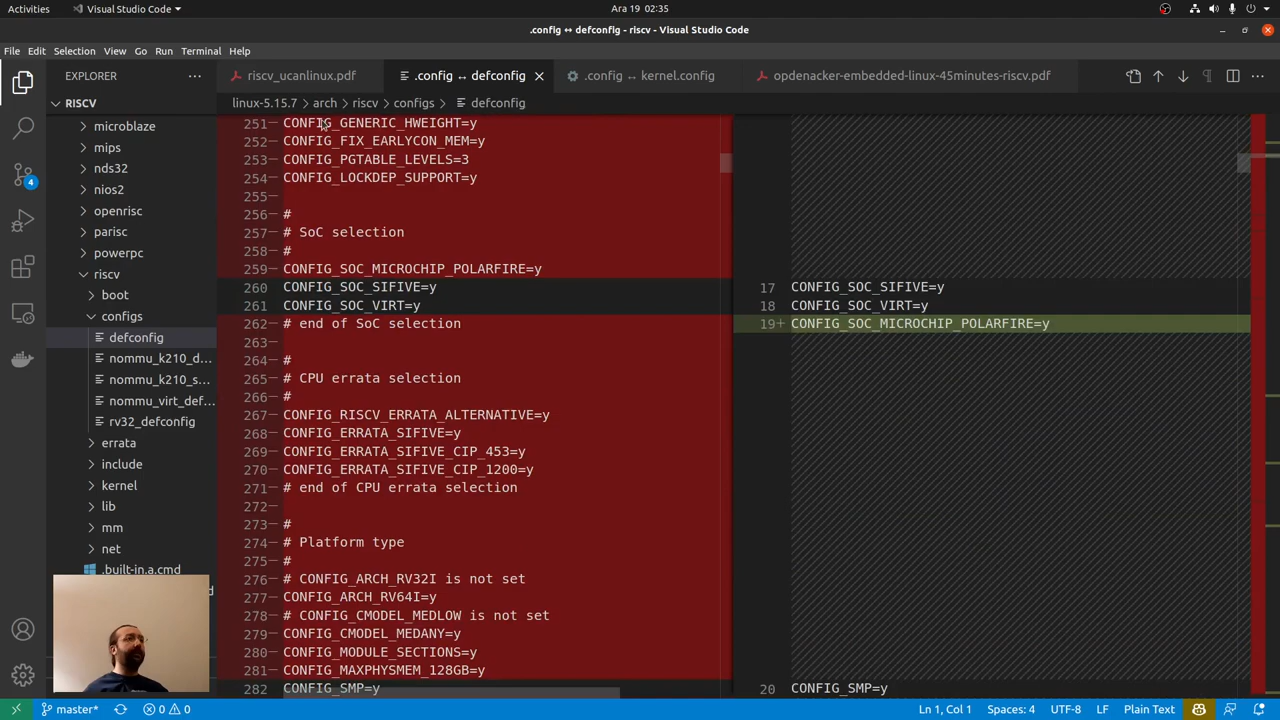 Activities
Visual Studio Code
Ara 19 02:35
.config ↔ defconfig - riscv - Visual Studio Code
File Edit Selection View Go Run Terminal Help
EXPLORER
riscv_ucanlinux.pdf
.config ↔ defconfig
.config ↔ kernel.config
opdenacker-embedded-linux-45minutes-riscv.pdf
RISCV
linux-5.15.7 > arch > riscv > configs > defconfig
microblaze
mips
nds32
nios2
openrisc
parisc
powerpc
riscv
boot
configs
defconfig
nommu_k210_d...
nommu_k210_s...
nommu_virt_def...
rv32_defconfig
errata
include
kernel
lib
mm
net
.built-in.a.cmd
4
251 CONFIG_GENERIC_HWEIGHT=y
252 CONFIG_FIX_EARLYCON_MEM=y
253 CONFIG_PGTABLE_LEVELS=3
254 CONFIG_LOCKDEP_SUPPORT=y
255
256 #
257 # SoC selection
258 #
259 CONFIG_SOC_MICROCHIP_POLARFIRE=y
260 CONFIG_SOC_SIFIVE=y
261 CONFIG_SOC_VIRT=y
262 # end of SoC selection
263
264 #
265 # CPU errata selection
266 #
267 CONFIG_RISCV_ERRATA_ALTERNATIVE=y
268 CONFIG_ERRATA_SIFIVE=y
269 CONFIG_ERRATA_SIFIVE_CIP_453=y
270 CONFIG_ERRATA_SIFIVE_CIP_1200=y
271 # end of CPU errata selection
272
273 #
274 # Platform type
275 #
276 # CONFIG_ARCH_RV32I is not set
277 CONFIG_ARCH_RV64I=y
278 # CONFIG_CMODEL_MEDLOW is not set
279 CONFIG_CMODEL_MEDANY=y
280 CONFIG_MODULE_SECTIONS=y
281 CONFIG_MAXPHYSMEM_128GB=y
282 CONFIG_SMP=y
17 CONFIG_SOC_SIFIVE=y
18 CONFIG_SOC_VIRT=y
19+ CONFIG_SOC_MICROCHIP_POLARFIRE=y
20 CONFIG_SMP=y
master*
0 0
Ln 1, Col 1
Spaces: 4
UTF-8
LF
Plain Text